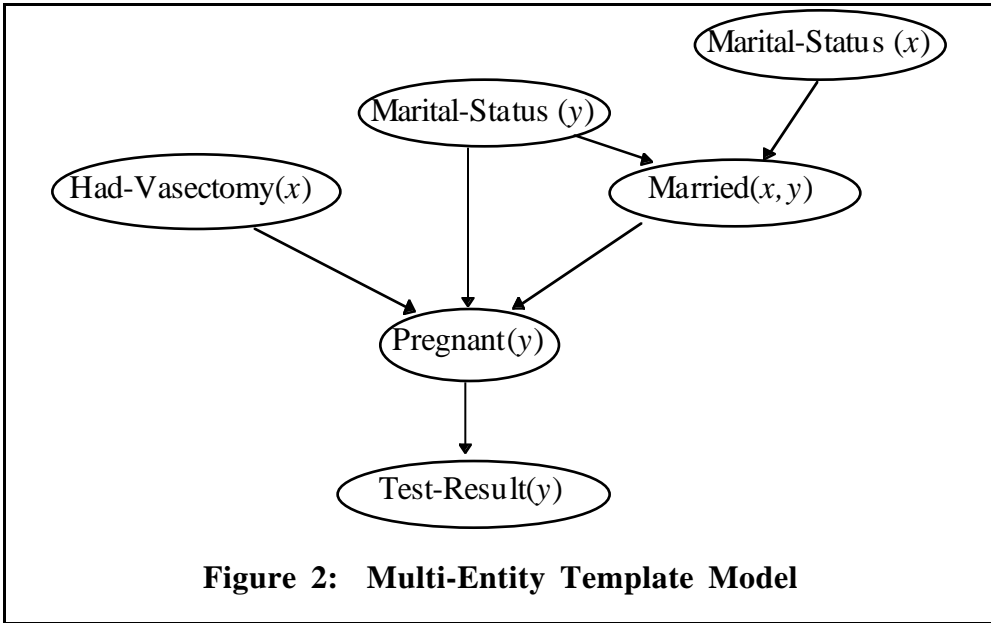 Marital-Status (x)
Marital-Status (y)
Had-Vasectomy(x)
Married(x, y)
Pregnant(y)
Test-Result(y)
Figure 2: Multi-Entity Template Model